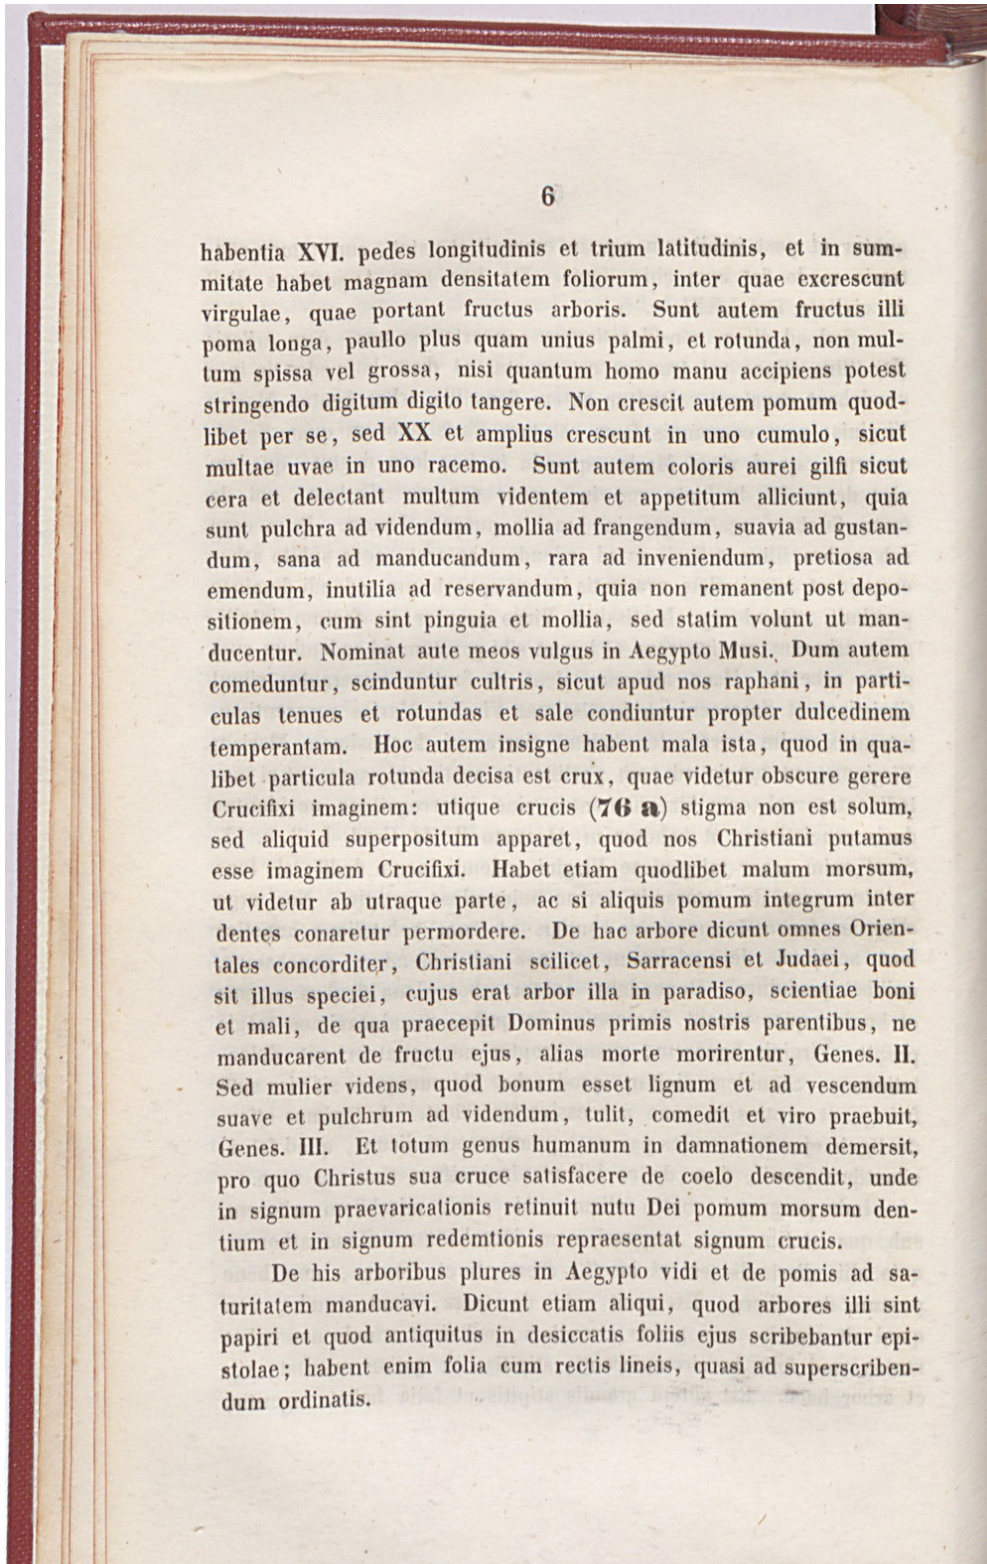 6
habentia XVI. pedes longitudinis et trium latitudinis, et in sum-
mitate habet magnam densitatem foliorum, inter quae excrescunt
virgulae, quae portant fructus arboris. Sunt autem fructus illi
poma longa, paullo plus quam unius palmi, et rotunda, non mul-
tum spissa vel grossa, nisi quantum homo manu accipiens potest
stringendo digitum digito tangere. Non crescit autem pomum quod-
libet per se, sed XX et amplius crescunt in uno cumulo, sicut
multae uvae in uno racemo. Sunt autem coloris aurei gilfi sicut
cera et delectant multum videntem et appetitum alliciunt, quia
sunt pulchra ad videndum, mollia ad frangendum, suavia ad gustan-
dum, sana ad manducandum, rara ad inveniendum, pretiosa ad
emendum, inutilia ad reservandum, quia non remanent post depo-
sitionem, cum sint pinguia et mollia, sed statim volunt ut man-
ducentur. Nominat aute meos vulgus in Aegypto Musi. Dum autem
comeduntur, scinduntur cultris, sicut apud nos raphani, in parti-
culas tenues et rotundas et sale condiuntur propter dulcedinem
temperantam. Hoc autem insigne habent mala ista, quod in qua-
libet particula rotunda decisa est crux, quae videtur obscure gerere
Crucifixi imaginem: utique crucis (76 a) stigma non est solum,
sed aliquid superpositum apparet, quod nos Christiani putamus
esse imaginem Crucifixi. Habet etiam quodlibet malum morsum,
ut videtur ab utraque parte, ac si aliquis pomum integrum inter
dentes conaretur permordere. De hac arbore dicunt omnes Orien-
tales concorditer, Christiani scilicet, Sarracensi et Judaei, quod
sit illus speciei, cujus erat arbor illa in paradiso, scientiae boni
et mali, de qua praecepit Dominus primis nostris parentibus, ne
manducarent de fructu ejus, alias morte morirentur, Genes. II.
Sed mulier videns, quod bonum esset lignum et ad vescendum
suave et pulchrum ad videndum, tulit, comedit et viro praebuit,
Genes. III. Et totum genus humanum in damnationem demersit,
pro quo Christus sua cruce satisfacere de coelo descendit, unde
in signum praevaricationis retinuit nutu Dei pomum morsum den-
tium et in signum redemtionis repraesentat signum crucis.
De his arboribus plures in Aegypto vidi et de pomis ad sa-
turitatem manducavi. Dicunt etiam aliqui, quod arbores illi sint
papiri et quod antiquitus in desiccatis foliis ejus scribebantur epi-
stolae; habent enim folia cum rectis lineis, quasi ad superscriben-
dum ordinatis.